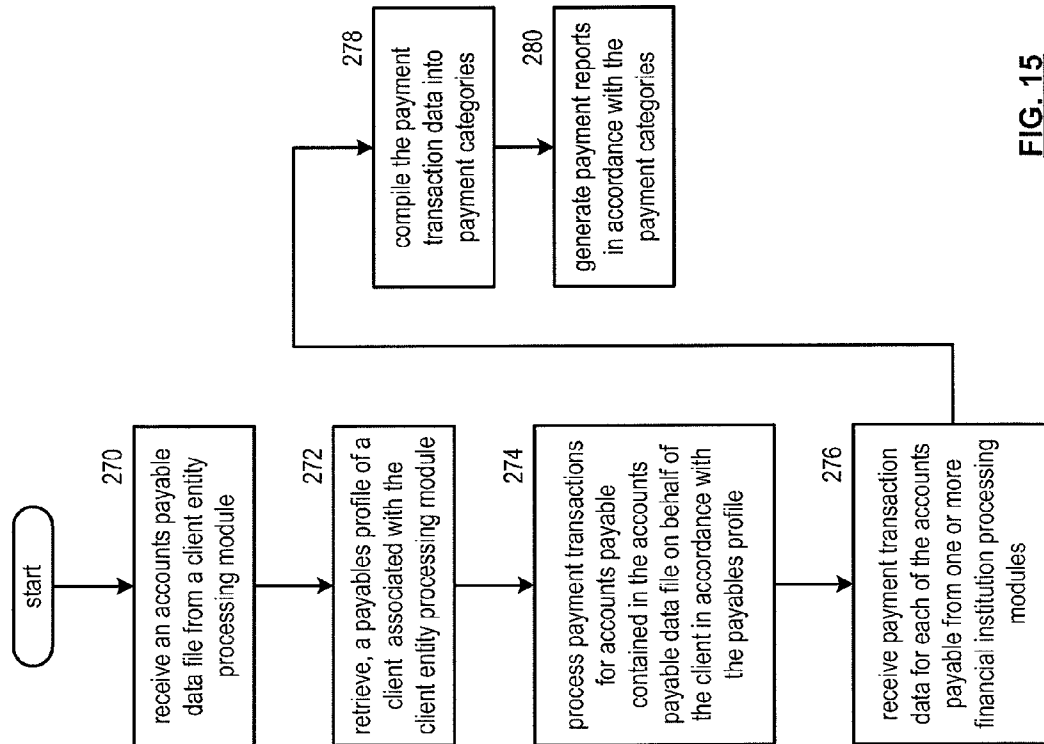 start
270
receive an accounts payable
data file from a client entity
processing module
272
retrieve, a payables profile of a
client associated with the
client entity processing module
274
process payment transactions
for accounts payable
contained in the accounts
payable data file on behalf of
the client in accordance with
the payables profile
276
receive payment transaction
data for each of the accounts
payable from one or more
financial institution processing
modules
278
compile the payment
transaction data into
payment categories
280
generate payment reports
in accordance with the
payment categories
FIG. 15